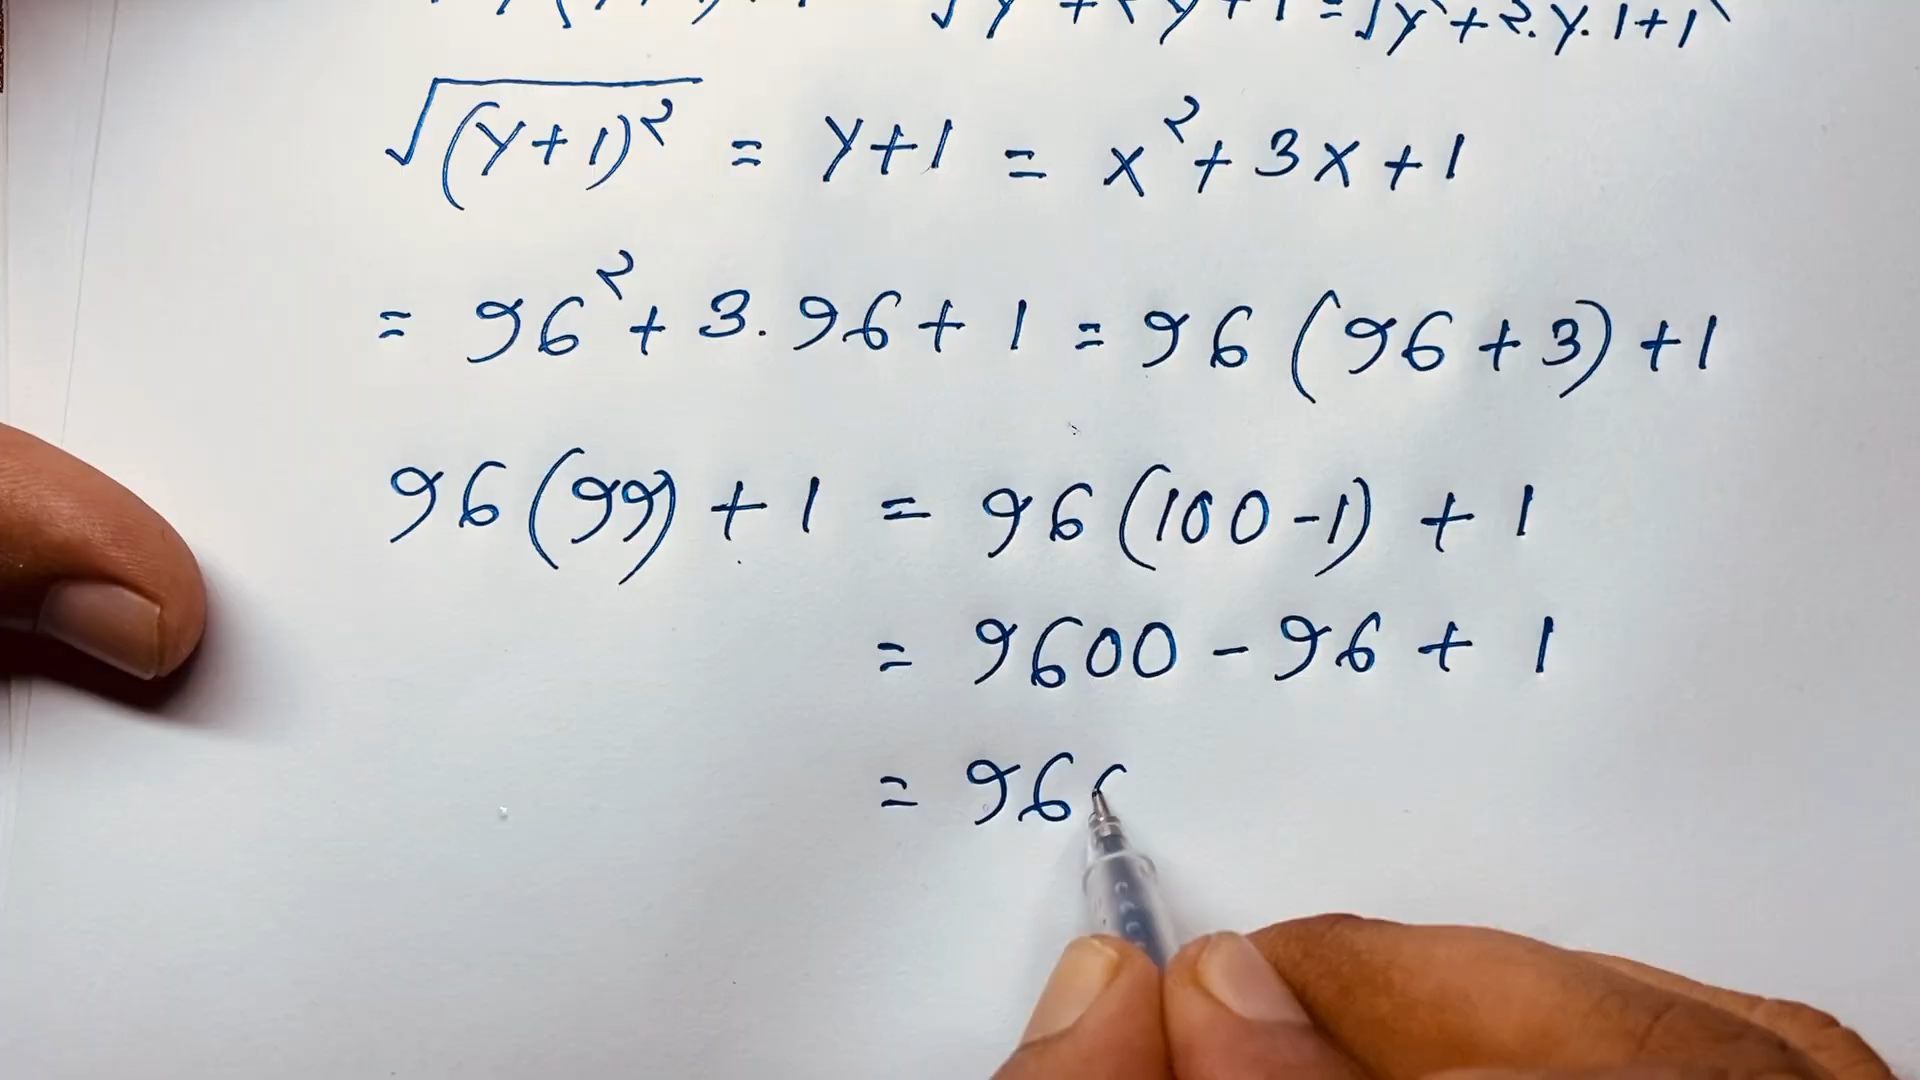 √(y+1)² = y+1 = x²+3x+1
= 96²+3.96+1 = 96(96+3)+1
96(99)+1 = 96(100-1)+1
= 9600-96+1
= 96